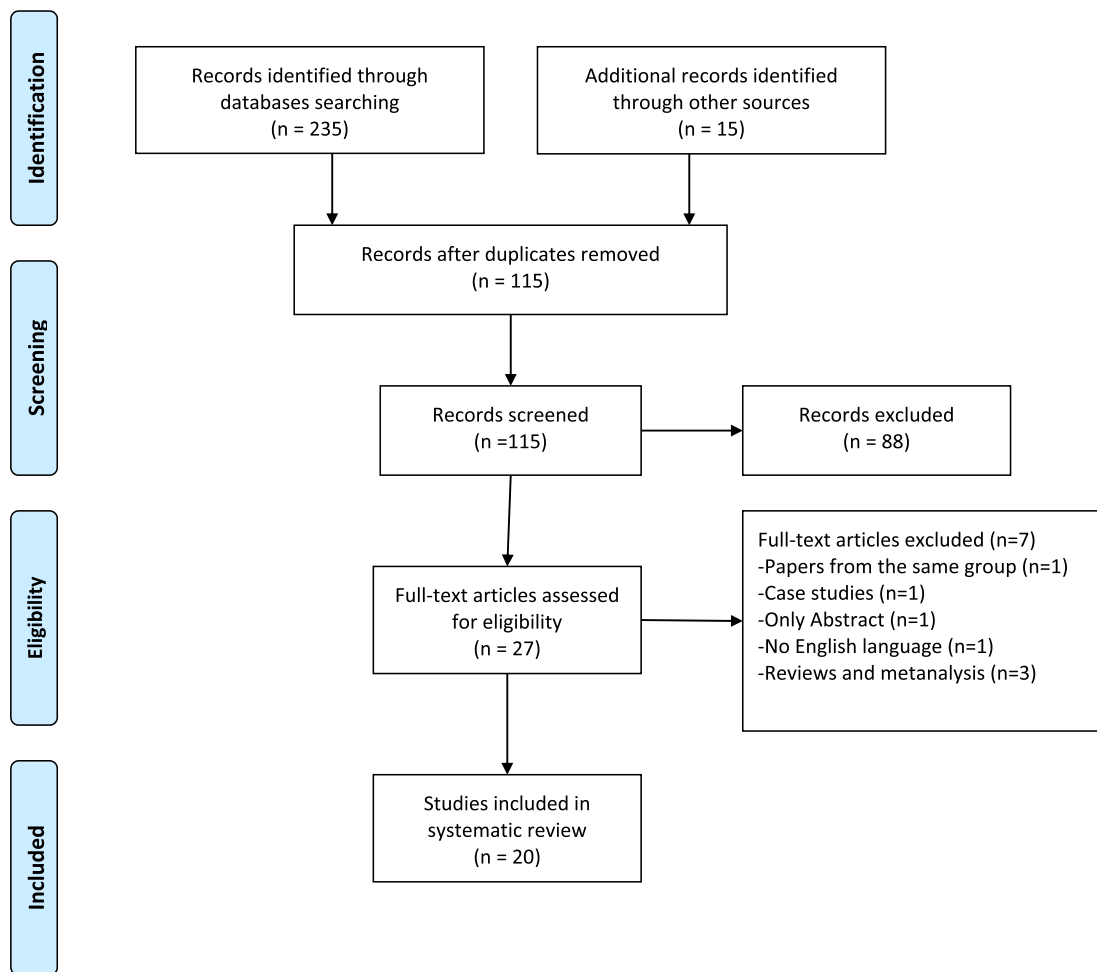 Identification
Records identified through
databases searching
(n = 235)
Additional records identified
through other sources
(n = 15)
Records after duplicates removed
(n = 115)
Screening
Records screened
(n =115)
Records excluded
(n = 88)
Eligibility
Full-text articles assessed
for eligibility
(n = 27)
Full-text articles excluded (n=7)
-Papers from the same group (n=1)
-Case studies (n=1)
-Only Abstract (n=1)
-No English language (n=1)
-Reviews and metanalysis (n=3)
Included
Studies included in
systematic review
(n = 20)